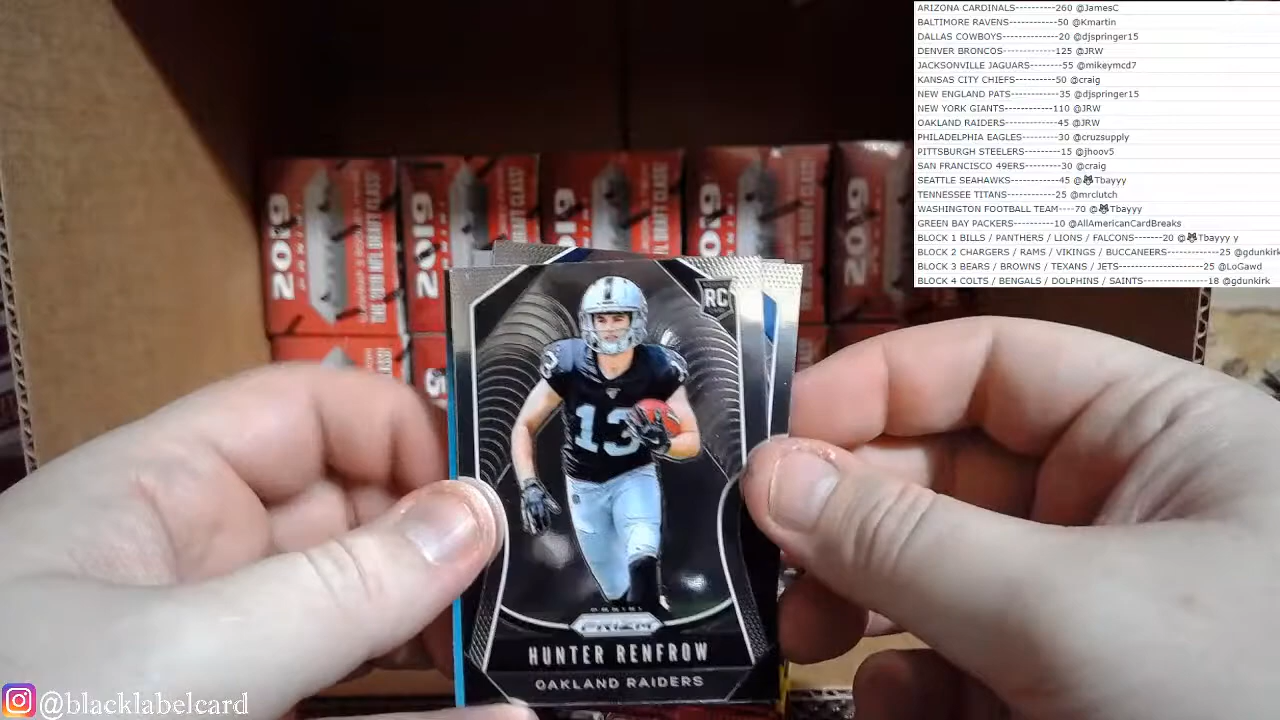 ARIZONA CARDINALS----------260 @JamesC
BALTIMORE RAVENS------------50 @Kmartin
DALLAS COWBOYS--------------20 @djspringer15
DENVER BRONCOS-------------125 @JRW
JACKSONVILLE JAGUARS--------55 @mikeymcd7
KANSAS CITY CHIEFS----------50 @craig
NEW ENGLAND PATS------------35 @djspringer15
NEW YORK GIANTS------------110 @JRW
OAKLAND RAIDERS-------------45 @JRW
PHILADELPHIA EAGLES---------30 @cruzsupply
PITTSBURGH STEELERS---------15 @jhoov5
SAN FRANCISCO 49ERS---------30 @craig
SEATTLE SEAHAWKS------------45 @😈Tbayyy
TENNESSEE TITANS------------25 @mrclutch
WASHINGTON FOOTBALL TEAM----70 @😈Tbayyy
GREEN BAY PACKERS-----------10 @AllAmericanCardBreaks
BLOCK 1 BILLS / PANTHERS / LIONS / FALCONS-------20 @😈Tbayyy y
BLOCK 2 CHARGERS / RAMS / VIKINGS / BUCCANEERS---------------25 @gdunkirk
BLOCK 3 BEARS / BROWNS / TEXANS / JETS----------------------25 @LoGawd
BLOCK 4 COLTS / BENGALS / DOLPHINS / SAINTS---------------------18 @gdunkirk
2019
2019
2019
2019
2019
RC
13
PANINI
PRIZM
HUNTER RENFROW
OAKLAND RAIDERS
@blacklabelcard